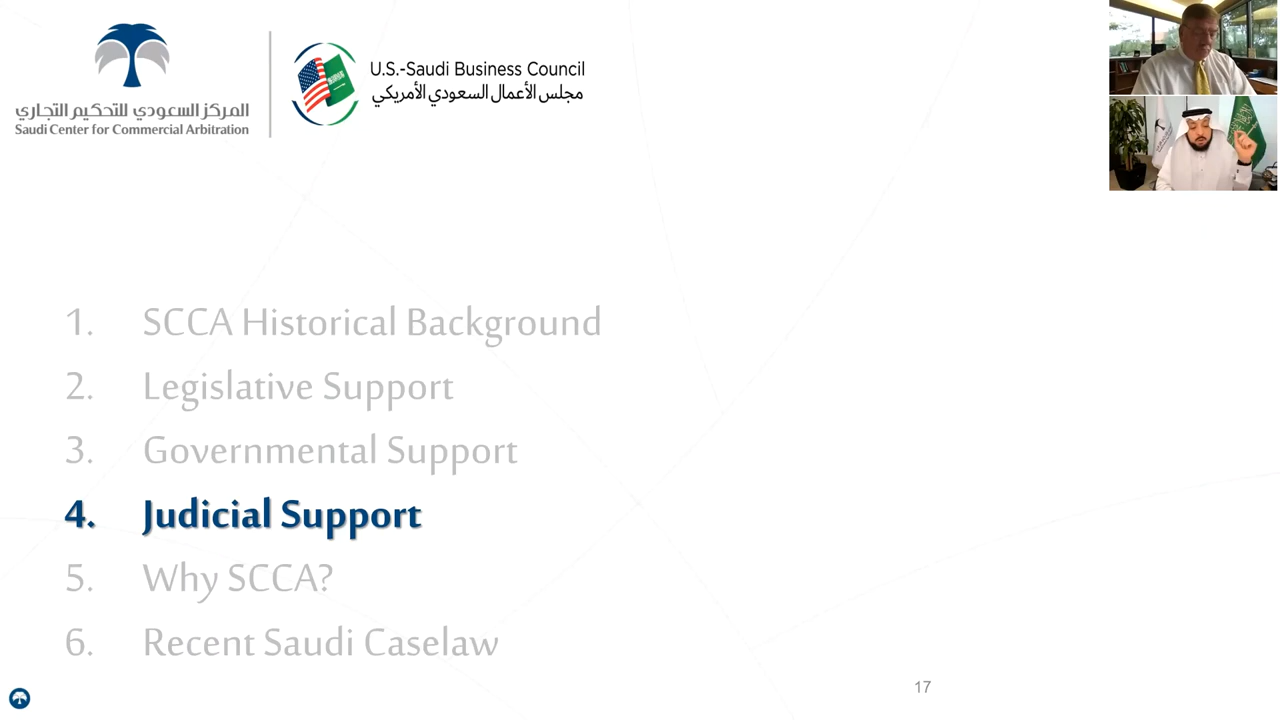 المركز السعودي للتحكيم التجاري
Saudi Center for Commercial Arbitration
U.S.-Saudi Business Council
مجلس الأعمال السعودي الأمريكي
1. SCCA Historical Background
2. Legislative Support
3. Governmental Support
4. Judicial Support
5. Why SCCA?
6. Recent Saudi Caselaw
17